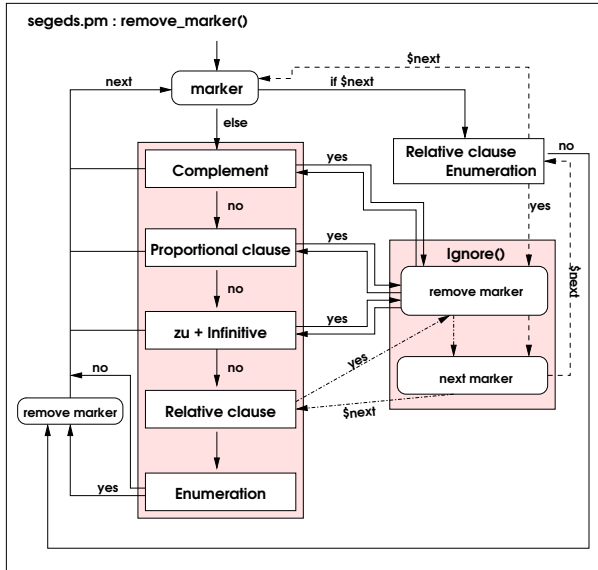 segeds.pm : remove_marker()
$next
next
marker
if $next
else
no
Relative clause
Enumeration
Complement
yes
yes
no
Proportional clause
yes
Ignore()
remove marker
$next
no
zu + Infinitive
yes
no
yes
no
next marker
remove marker
Relative clause
$next
yes
Enumeration